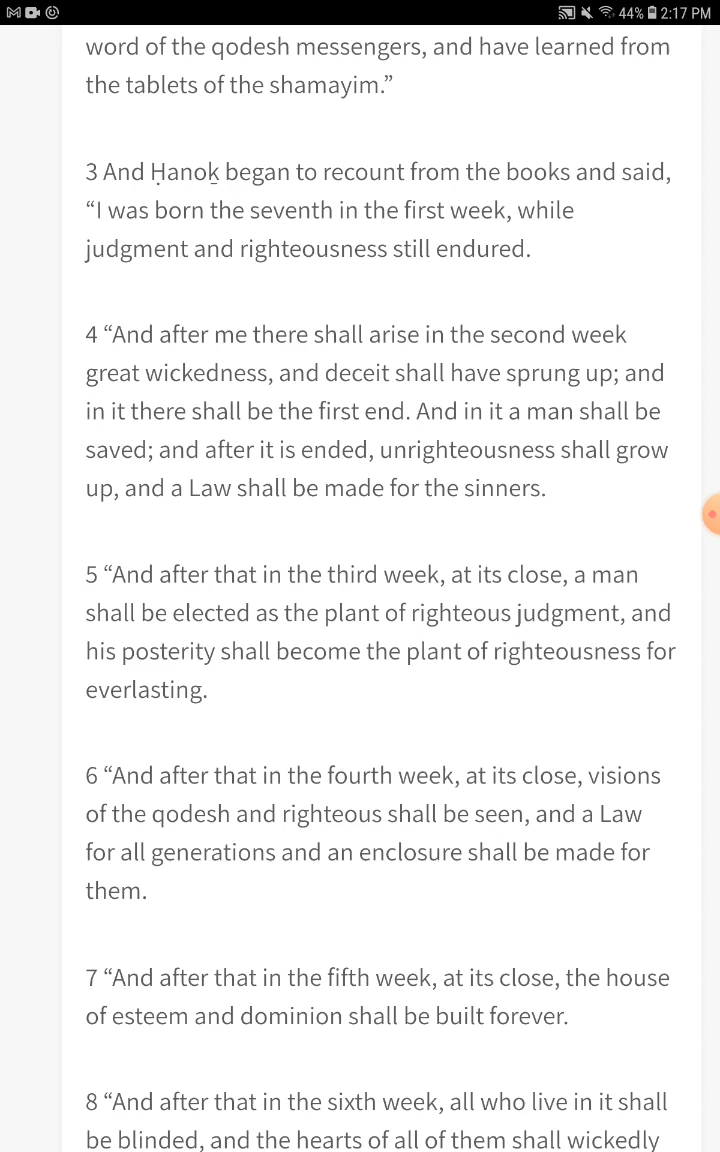 44% 2:17 PM
word of the qodesh messengers, and have learned from
the tablets of the shamayim.”
3 And Ḥanoḵ began to recount from the books and said,
“I was born the seventh in the first week, while
judgment and righteousness still endured.
4 “And after me there shall arise in the second week
great wickedness, and deceit shall have sprung up; and
in it there shall be the first end. And in it a man shall be
saved; and after it is ended, unrighteousness shall grow
up, and a Law shall be made for the sinners.
5 “And after that in the third week, at its close, a man
shall be elected as the plant of righteous judgment, and
his posterity shall become the plant of righteousness for
everlasting.
6 “And after that in the fourth week, at its close, visions
of the qodesh and righteous shall be seen, and a Law
for all generations and an enclosure shall be made for
them.
7 “And after that in the fifth week, at its close, the house
of esteem and dominion shall be built forever.
8 “And after that in the sixth week, all who live in it shall
be blinded, and the hearts of all of them shall wickedly